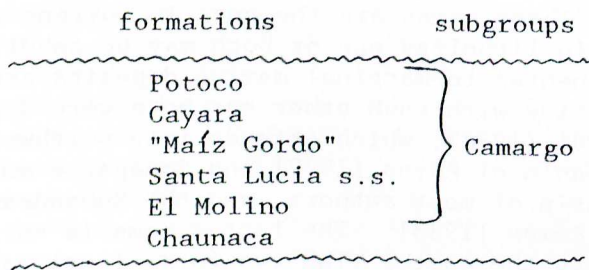 formations subgroups
Potoco
Cayara
"Maíz Gordo" Camargo
Santa Lucia s.s.
El Molino
Chaunaca